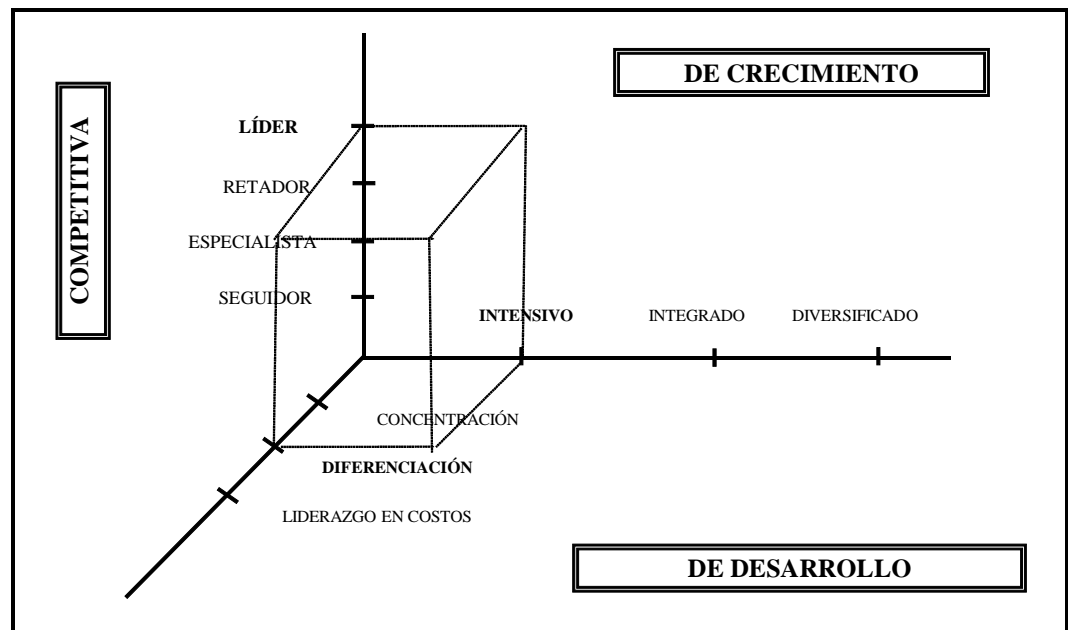 DE CRECIMIENTO
COMPETITIVA
LÍDER
RETADOR
ESPECIALISTA
SEGUIDOR
INTENSIVO
INTEGRADO
DIVERSIFICADO
CONCENTRACIÓN
DIFERENCIACIÓN
LIDERAZGO EN COSTOS
DE DESARROLLO